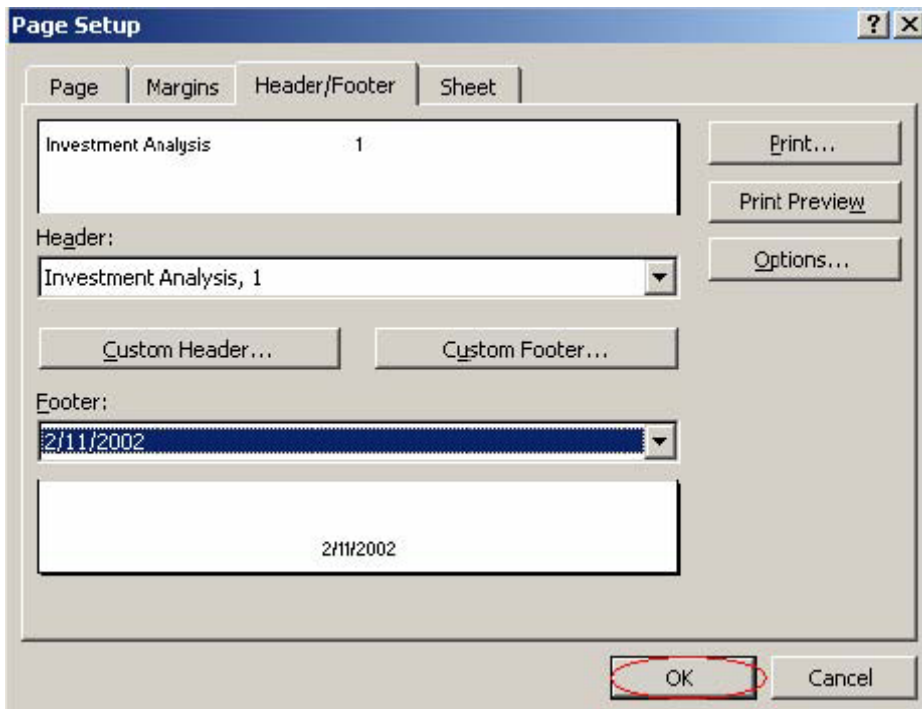 Page Setup ? X
Page Margins Header/Footer Sheet
Investment Analysis 1
Print...
Print Preview
Header:
Investment Analysis, 1
Options...
Custom Header... Custom Footer...
Footer:
2/11/2002
2/11/2002
OK Cancel